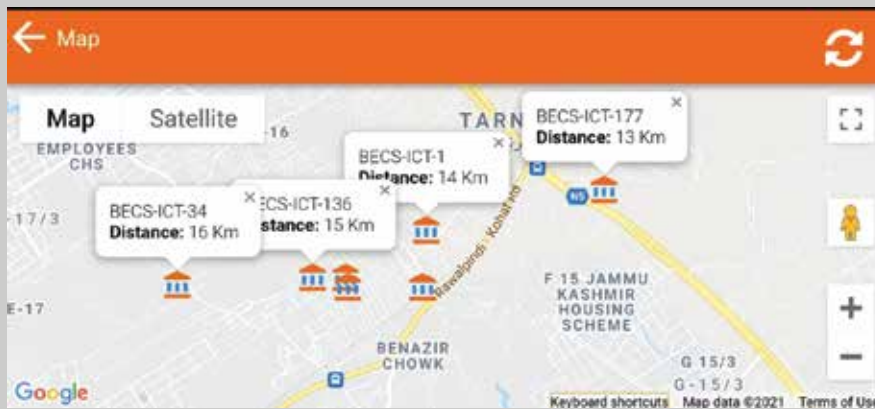 Map
Map Satellite
-16
TARN
EMPLOYEES
CHS
BECS-ICT-177
Distance: 13 Km
BECS-ICT-1
Distance: 14 Km
-17/3
BECS-ICT-34
Distance: 16 Km
ECS-ICT-136
stance: 15 Km
N5
Rawalpindi - Kohat Rd
E-17
F 15 JAMMU
KASHMIR
HOUSING
SCHEME
BENAZIR
CHOWK
G 15/3
G-15/3
Google
Keyboard shortcuts Map data ©2021 Terms of Use